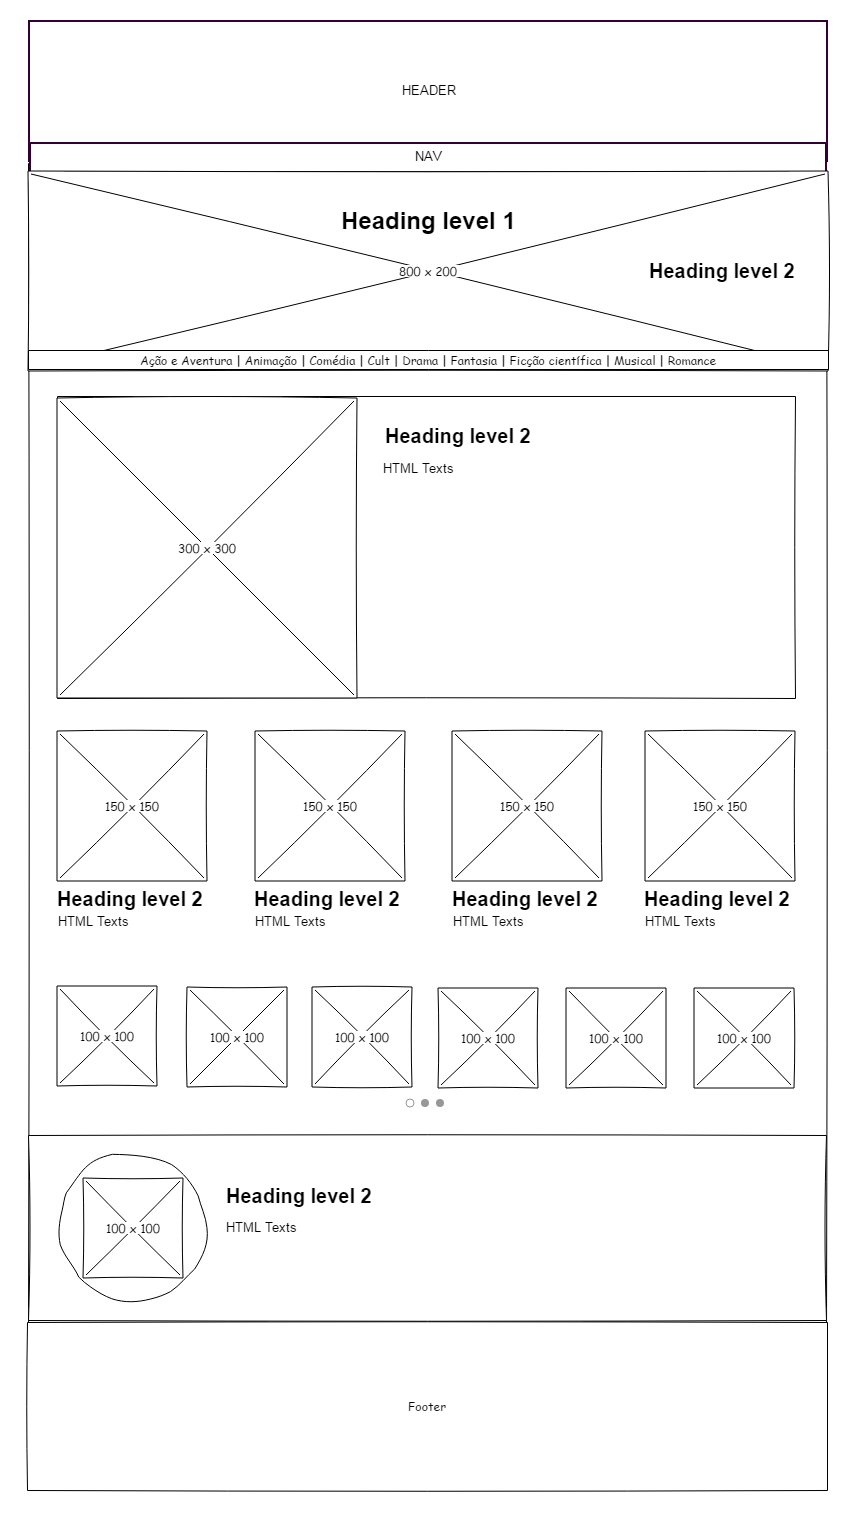 HEADER
NAV
Heading level 1
800 x 200
Heading level 2
Ação e Aventura | Animação | Comédia | Cult | Drama | Fantasia | Ficção científica | Musical | Romance
Heading level 2
HTML Texts
300 x 300
150 x 150 150 x 150 150 x 150 150 x 150
Heading level 2 Heading level 2 Heading level 2 Heading level 2
HTML Texts HTML Texts HTML Texts HTML Texts
100 x 100 100 x 100 100 x 100 100 x 100 100 x 100 100 x 100
Heading level 2
100 x 100 HTML Texts
Footer